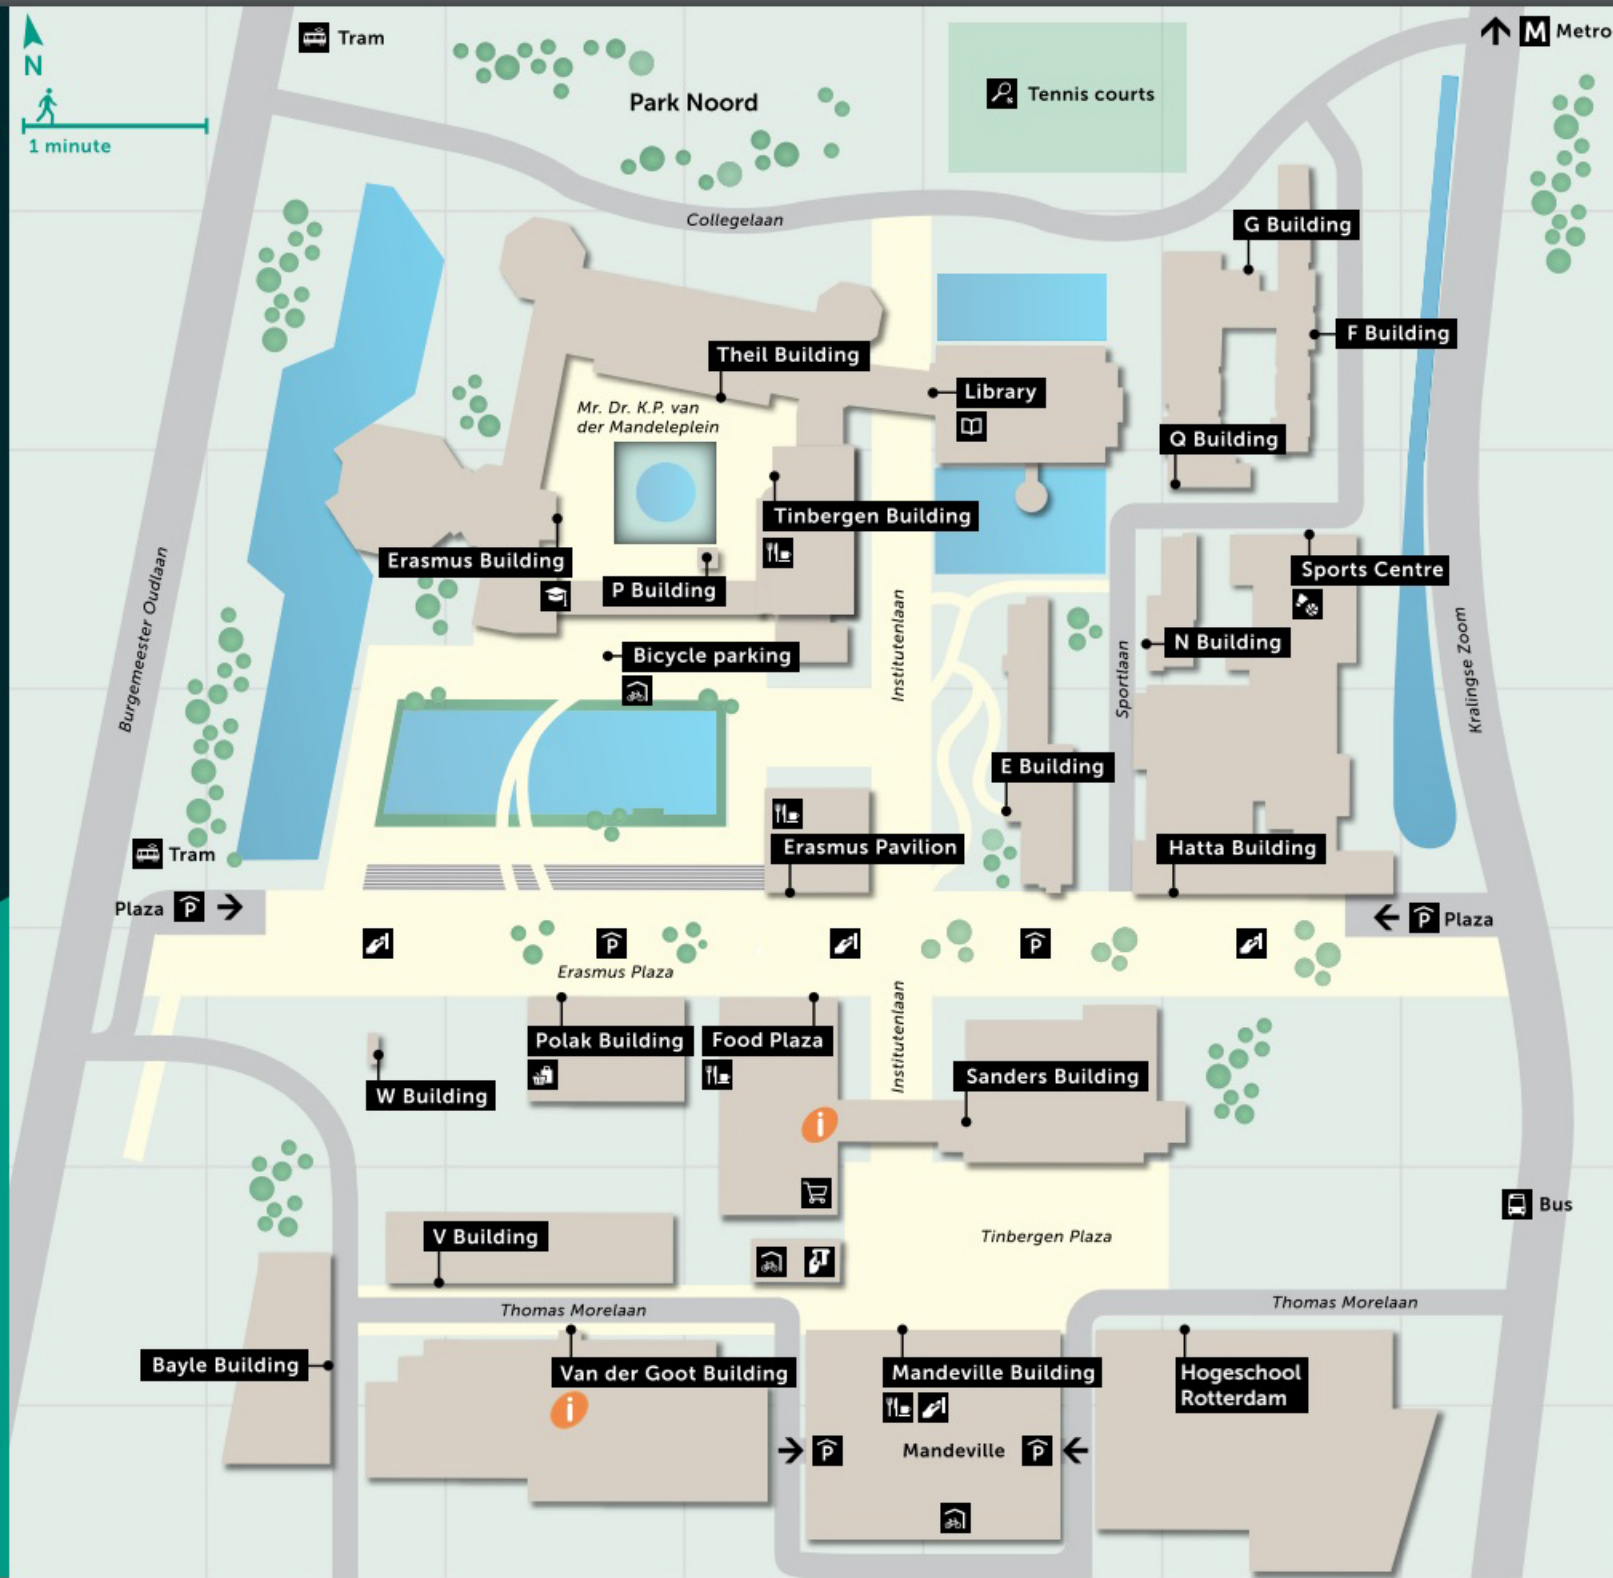 Tram
M Metro
N
1 minute
Park Noord
Tennis courts
Collegelaan
G Building
F Building
Theil Building
Library
Mr. Dr. K.P. van
der Mandeleplein
Q Building
Tinbergen Building
Erasmus Building
P Building
Sports Centre
Burgemeester Oudlaan
Institutenlaan
Sportlaan
Kralingse Zoom
N Building
Bicycle parking
E Building
Erasmus Pavilion
Hatta Building
Tram
Plaza P
P Plaza
P
P
Erasmus Plaza
Institutenlaan
Polak Building
Food Plaza
Sanders Building
W Building
i
Bus
V Building
Tinbergen Plaza
Thomas Morelaan
Thomas Morelaan
Bayle Building
Van der Goot Building
Mandeville Building
Hogeschool
Rotterdam
i
P Mandeville P